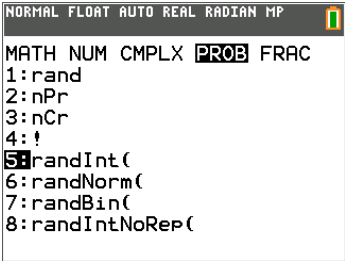 NORMAL FLOAT AUTO REAL RADIAN MP
MATH NUM CMPLX PROB FRAC
1:rand
2:nPr
3:nCr
4:!
5:randInt(
6:randNorm(
7:randBin(
8:randIntNoRep(